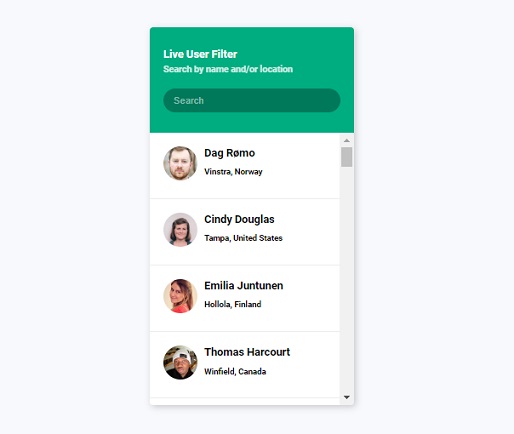 Live User Filter
Search by name and/or location
Search
Dag Rømo
Vinstra, Norway
Cindy Douglas
Tampa, United States
Emilia Juntunen
Hollola, Finland
Thomas Harcourt
Winfield, Canada